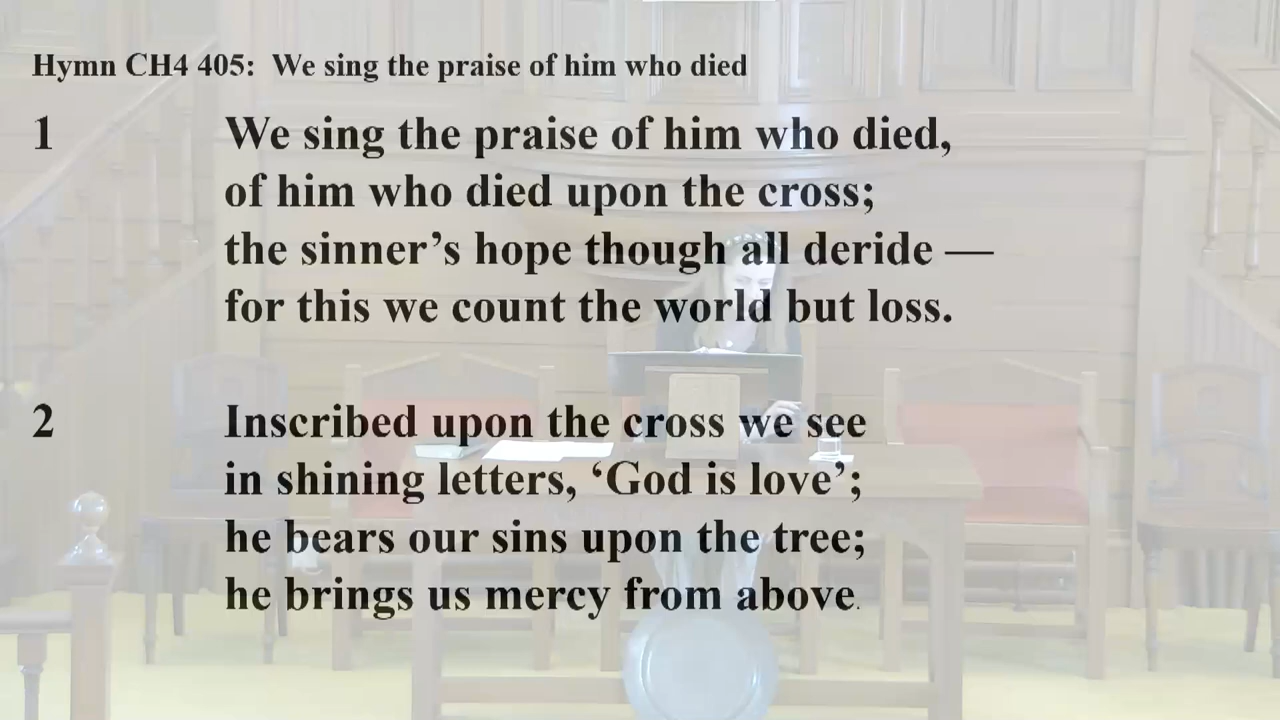 Hymn CH4 405: We sing the praise of him who died
1 We sing the praise of him who died,
of him who died upon the cross;
the sinner’s hope though all deride —
for this we count the world but loss.
2 Inscribed upon the cross we see
in shining letters, ‘God is love’;
he bears our sins upon the tree;
he brings us mercy from above.